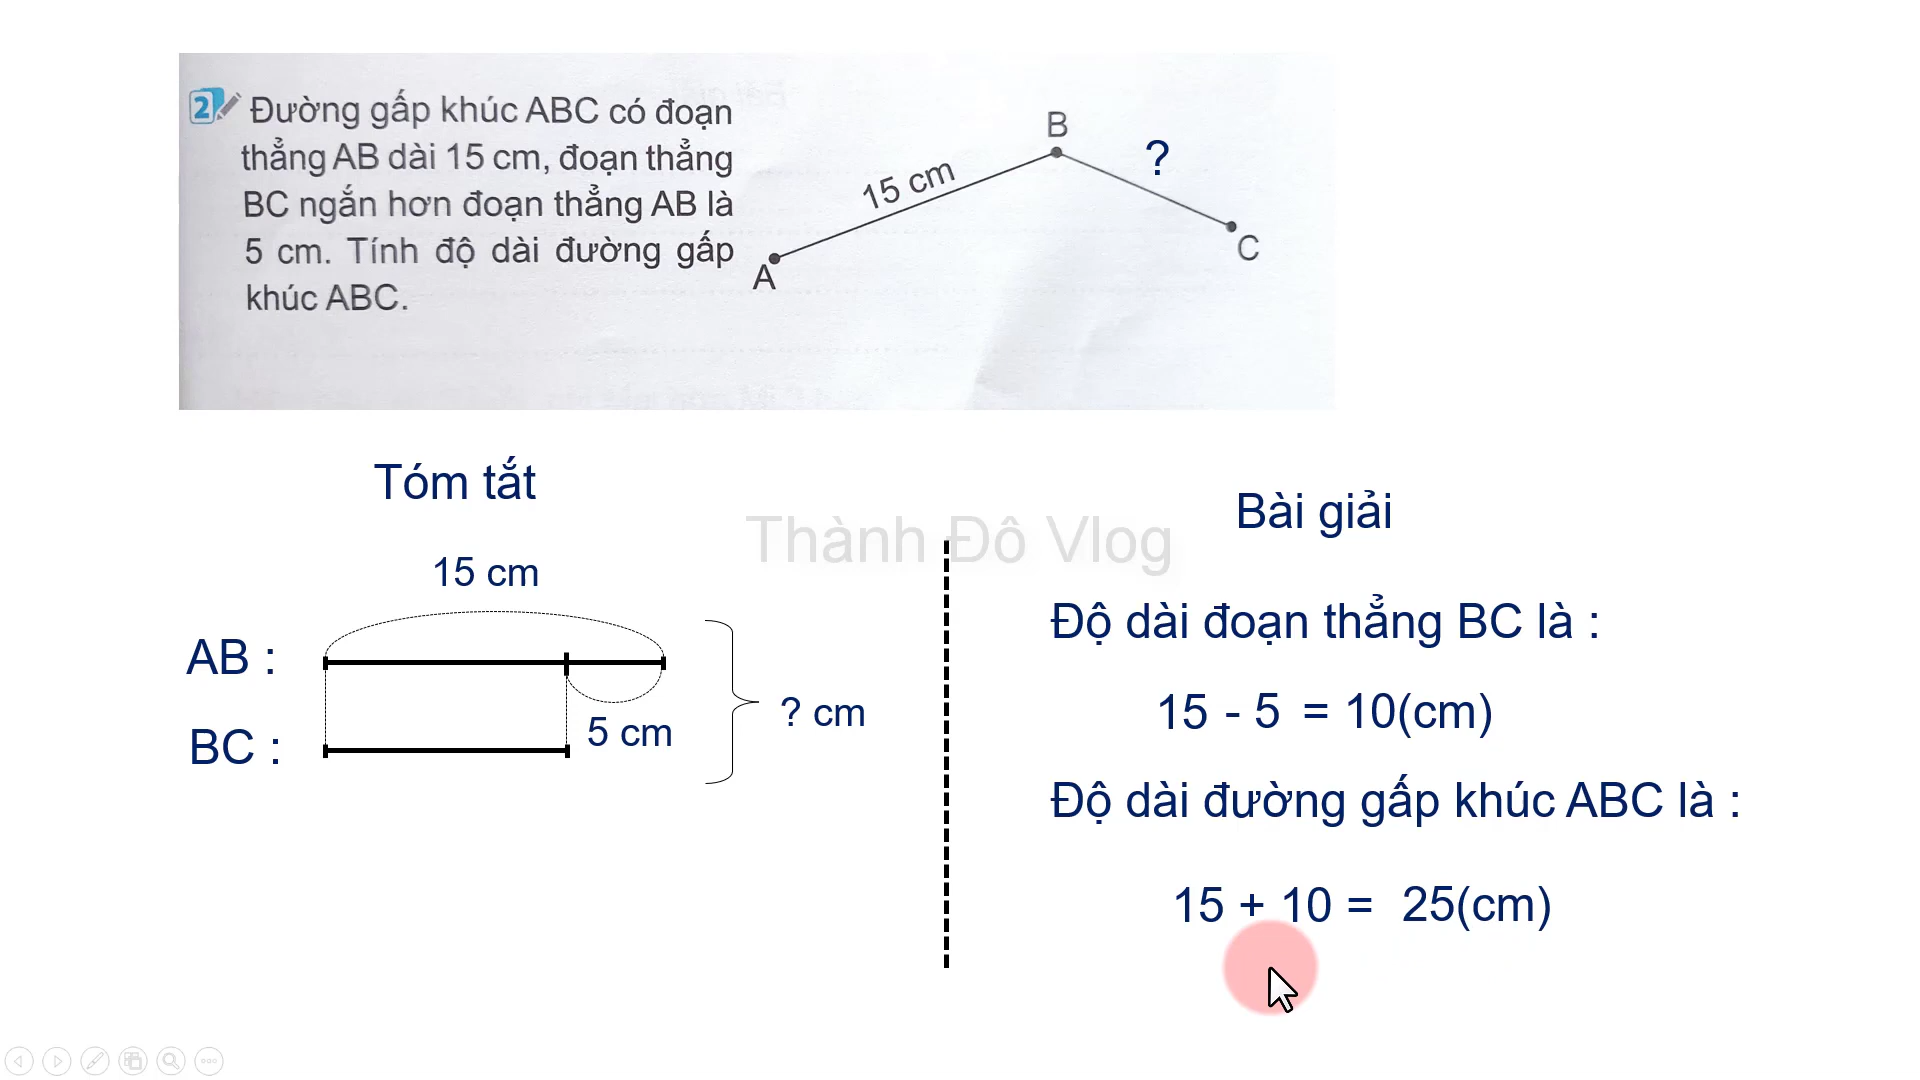 2 Đường gấp khúc ABC có đoạn
thẳng AB dài 15 cm, đoạn thẳng
BC ngắn hơn đoạn thẳng AB là
5 cm. Tính độ dài đường gấp
khúc ABC.
B
?
15 cm
A
C
Tóm tắt
15 cm
AB :
BC :
5 cm
? cm
Thành Đô Vlog
Bài giải
Độ dài đoạn thẳng BC là :
15 - 5 = 10(cm)
Độ dài đường gấp khúc ABC là :
15 + 10 = 25(cm)